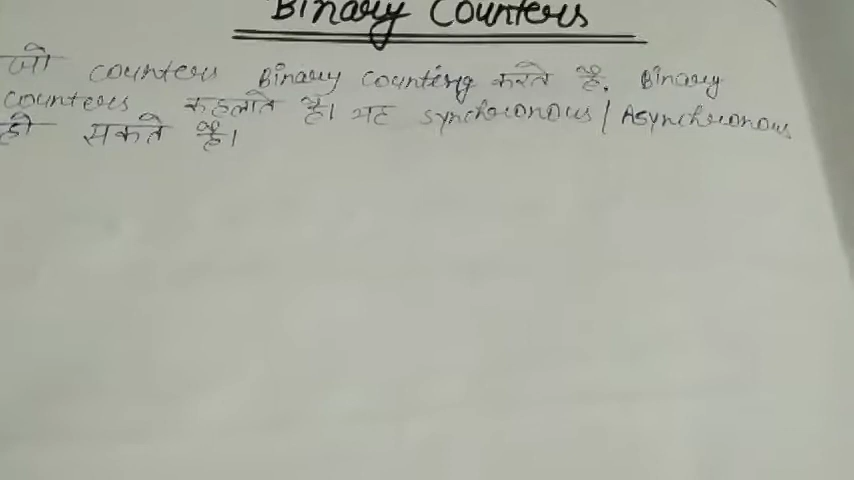 Binary Counters
जो counters Binary counting करते है, Binary
counters कहलाते है। यह synchronous / Asynchronous
हो सकते है।